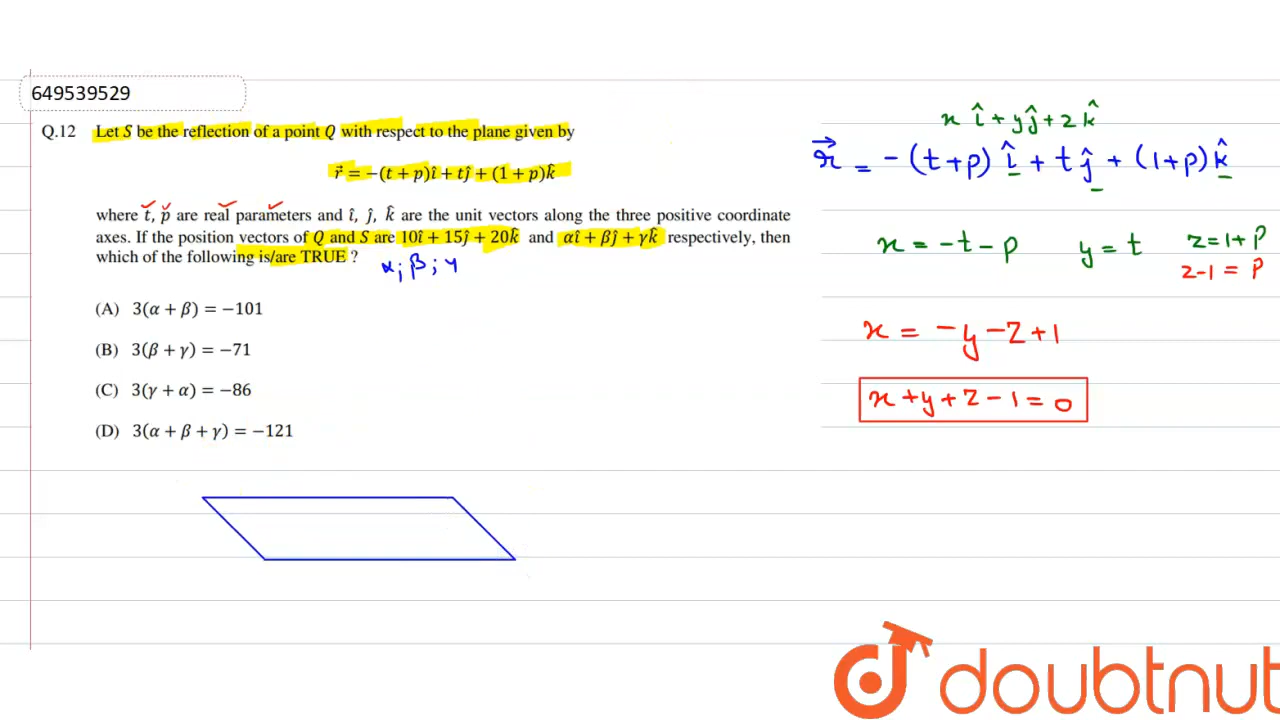 649539529
Q.12 Let S be the reflection of a point Q with respect to the plane given by
r⃗ = −(t + p)î + tĵ + (1 + p)k̂
where t, p are real parameters and î, ĵ, k̂ are the unit vectors along the three positive coordinate
axes. If the position vectors of Q and S are 10î + 15ĵ + 20k̂ and αî + βĵ + γk̂ respectively, then
which of the following is/are TRUE ?
α; β; γ
(A) 3(α + β) = −101
(B) 3(β + γ) = −71
(C) 3(γ + α) = −86
(D) 3(α + β + γ) = −121
x î + y ĵ + z k̂
r⃗ = −(t+p) î + t ĵ + (1+p) k̂
x = −t − p y = t z = 1 + p
z − 1 = p
x = −y − z + 1
x + y + z − 1 = 0
doubtnut